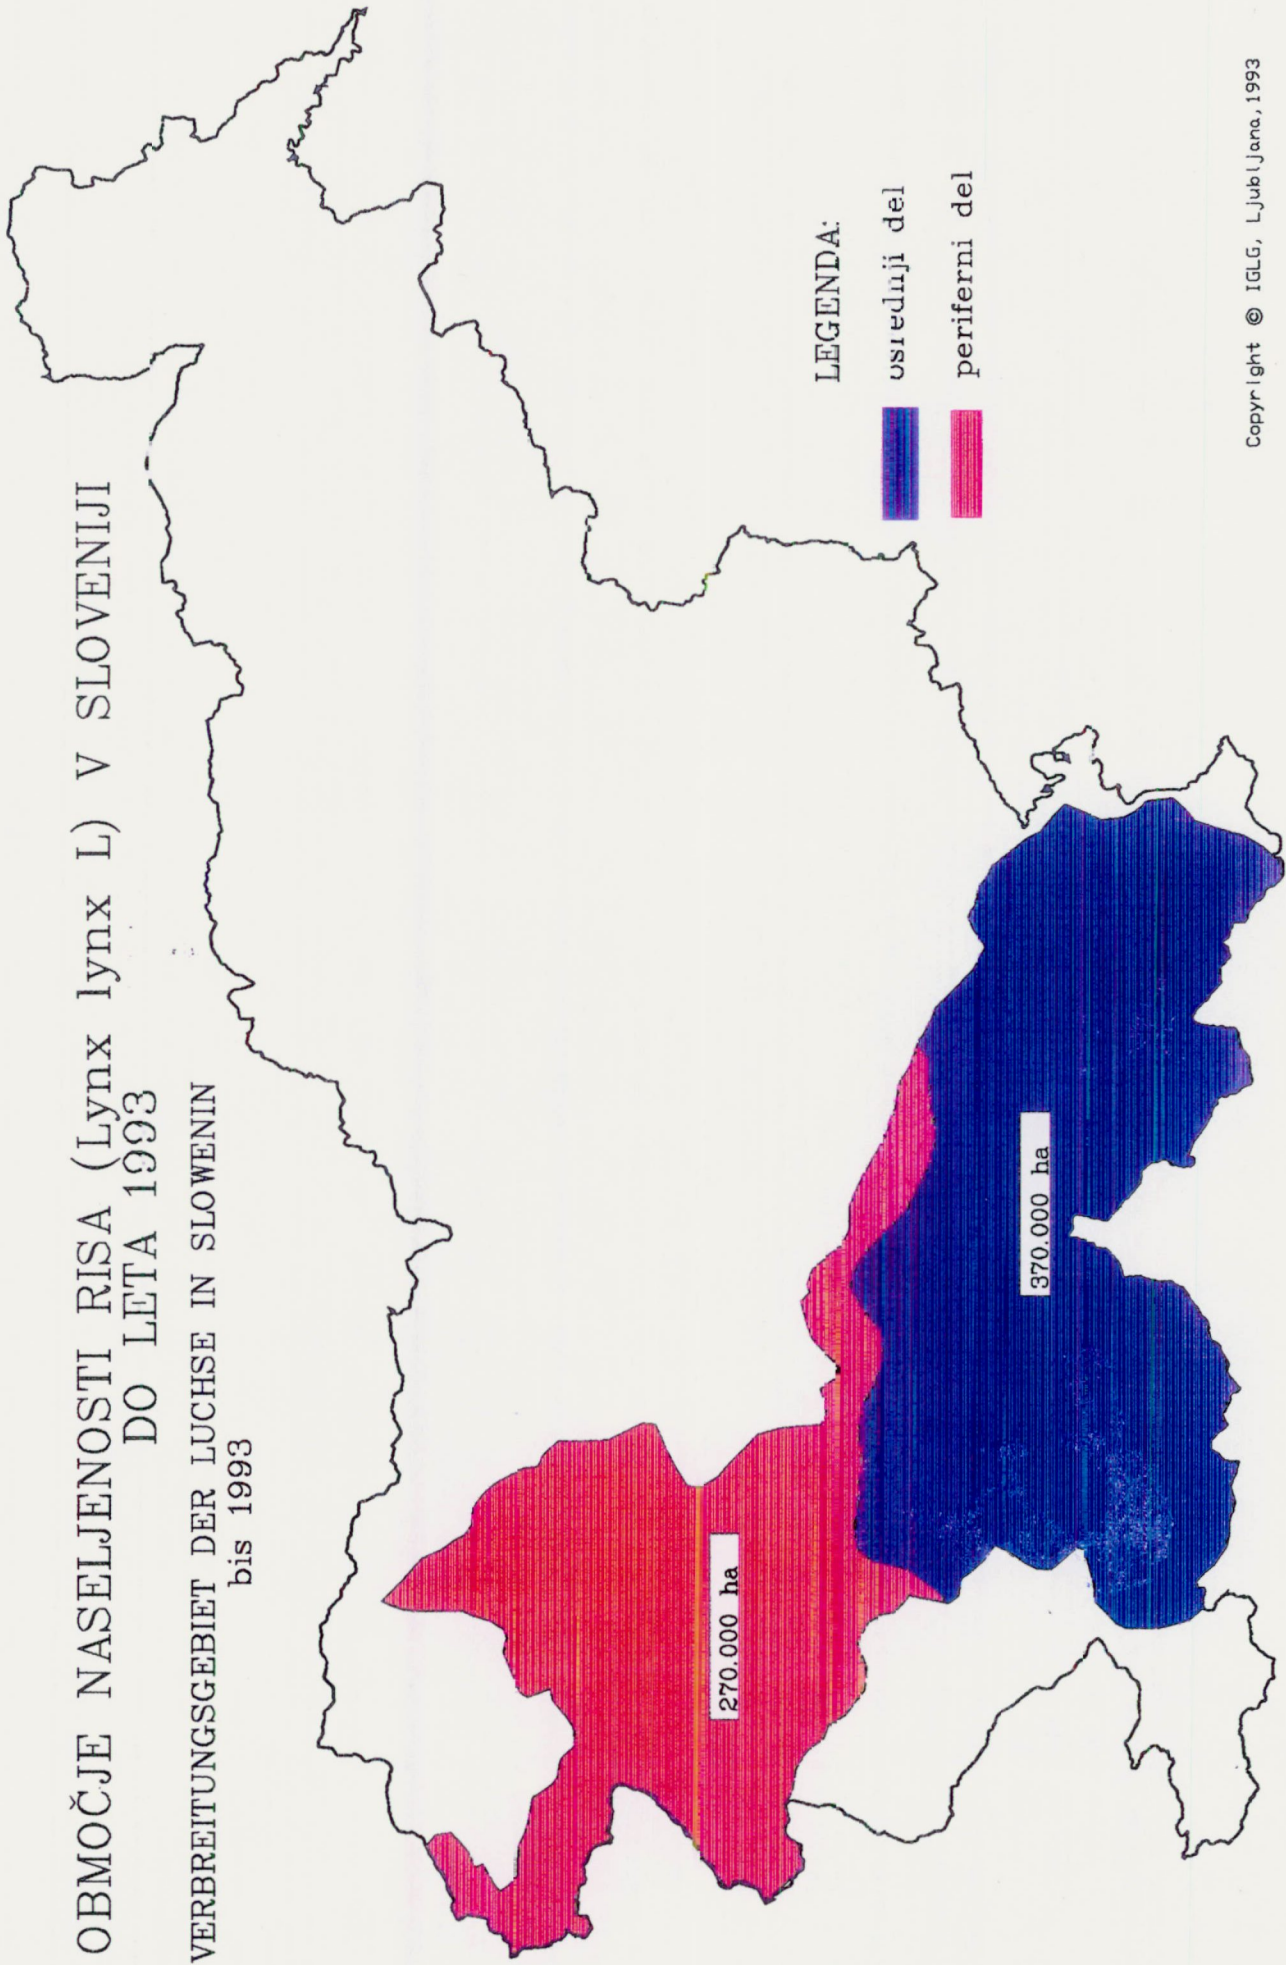 OBMOČJE NASELJENOSTI RISA (Lynx lynx L) V SLOVENIJI
DO LETA 1993
VERBREITUNGSGEBIET DER LUCHSE IN SLOWENIN
bis 1993
LEGENDA:
osrednji del
periferni del
270.000 ha
370.000 ha
Copyright © IGLG, Ljubljana, 1993